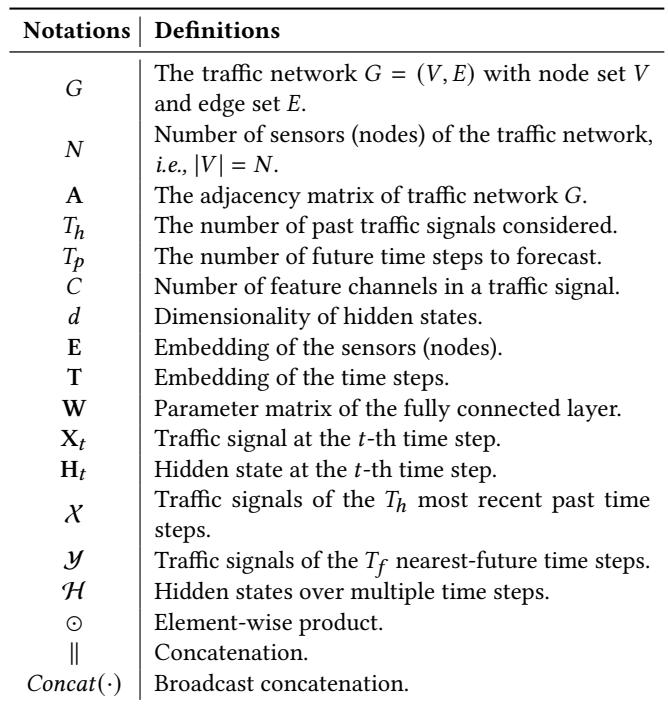 Notations Definitions
G The traffic network G = (V, E) with node set V
and edge set E.
N Number of sensors (nodes) of the traffic network,
i.e., |V| = N.
A The adjacency matrix of traffic network G.
T_h The number of past traffic signals considered.
T_p The number of future time steps to forecast.
C Number of feature channels in a traffic signal.
d Dimensionality of hidden states.
E Embedding of the sensors (nodes).
T Embedding of the time steps.
W Parameter matrix of the fully connected layer.
X_t Traffic signal at the t-th time step.
H_t Hidden state at the t-th time step.
𝒳 Traffic signals of the T_h most recent past time
steps.
𝒴 Traffic signals of the T_f nearest-future time steps.
ℋ Hidden states over multiple time steps.
⊙ Element-wise product.
∥ Concatenation.
Concat(·) Broadcast concatenation.